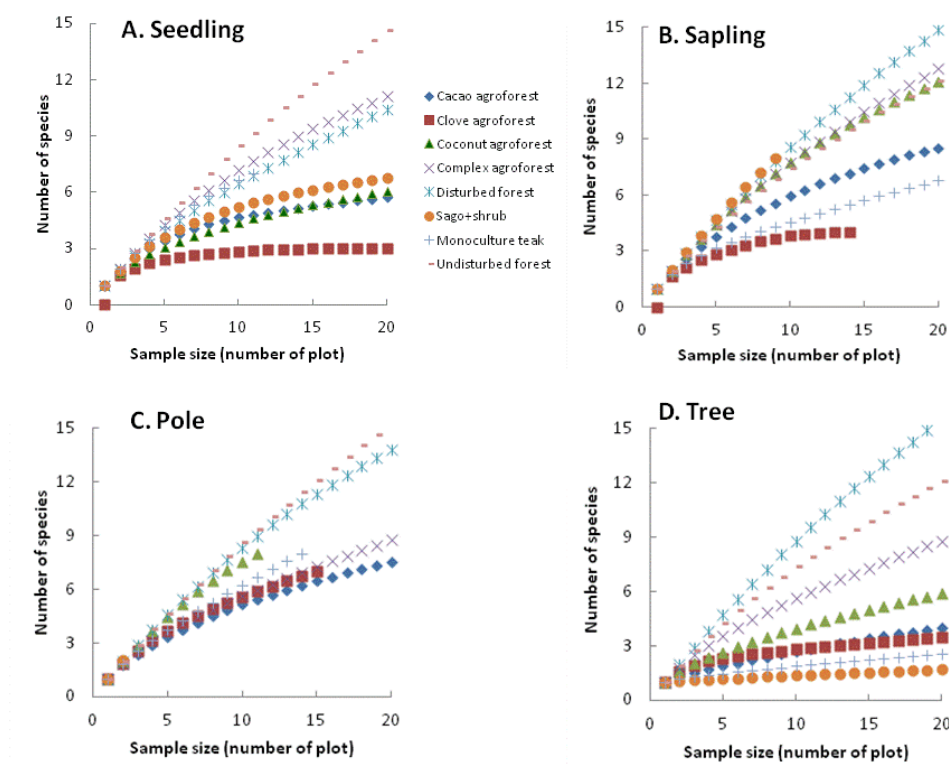 A. Seedling
15
12
9
6
3
0
0 5 10 15 20
Number of species
Sample size (number of plot)
Cacao agroforest
Clove agroforest
Coconut agroforest
Complex agroforest
Disturbed forest
Sago+shrub
Monoculture teak
Undisturbed forest
B. Sapling
15
12
9
6
3
0
0 5 10 15 20
Number of species
Sample size (number of plot)
C. Pole
15
12
9
6
3
0
0 5 10 15 20
Number of species
Sample size (number of plot)
D. Tree
15
12
9
6
3
0
0 5 10 15 20
Number of species
Sample size (number of plot)